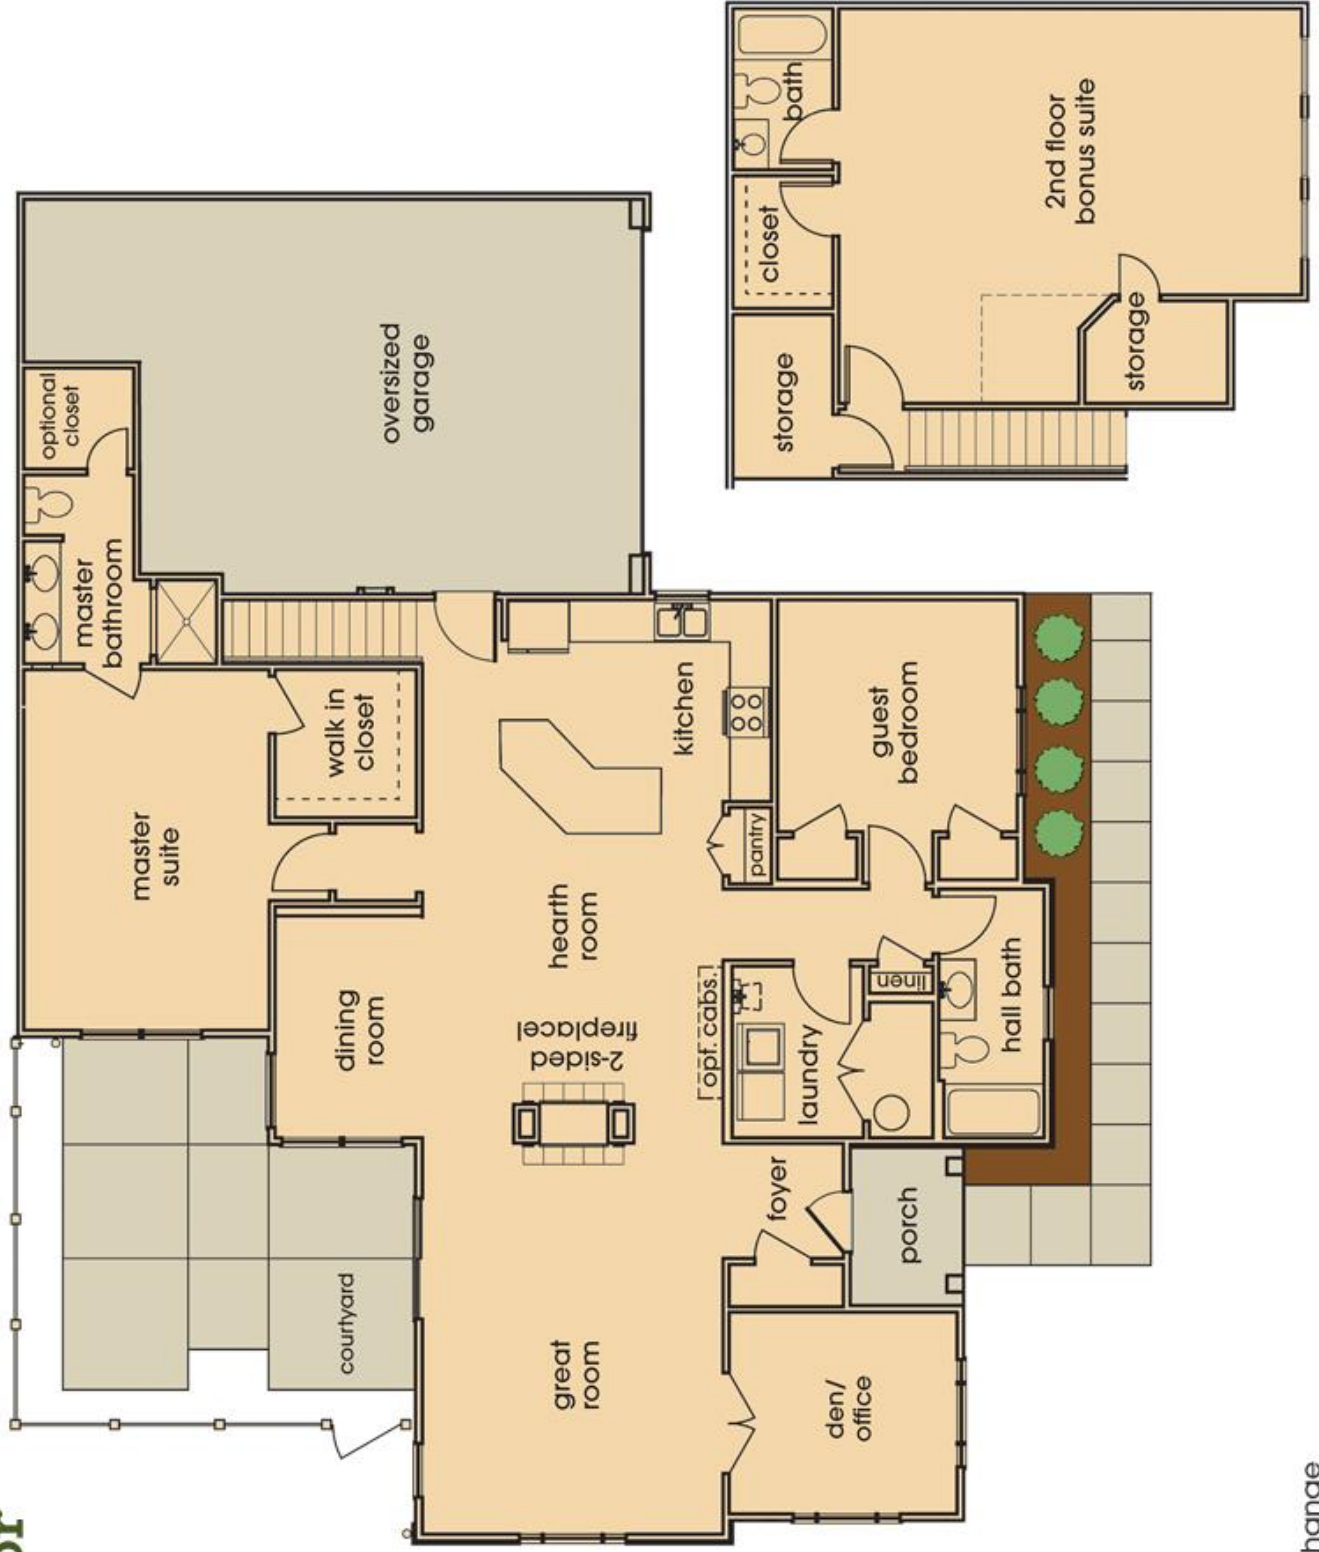 or
optional
closet
master
bathroom
oversized
garage
master
suite
walk in
closet
kitchen
guest
bedroom
pantry
hearth
room
dining
room
2-sided
fireplace!
opt. cabs.
laundry
linen
hall bath
foyer
porch
courtyard
great
room
den/
office
bath
closet
storage
2nd floor
bonus suite
storage
hange